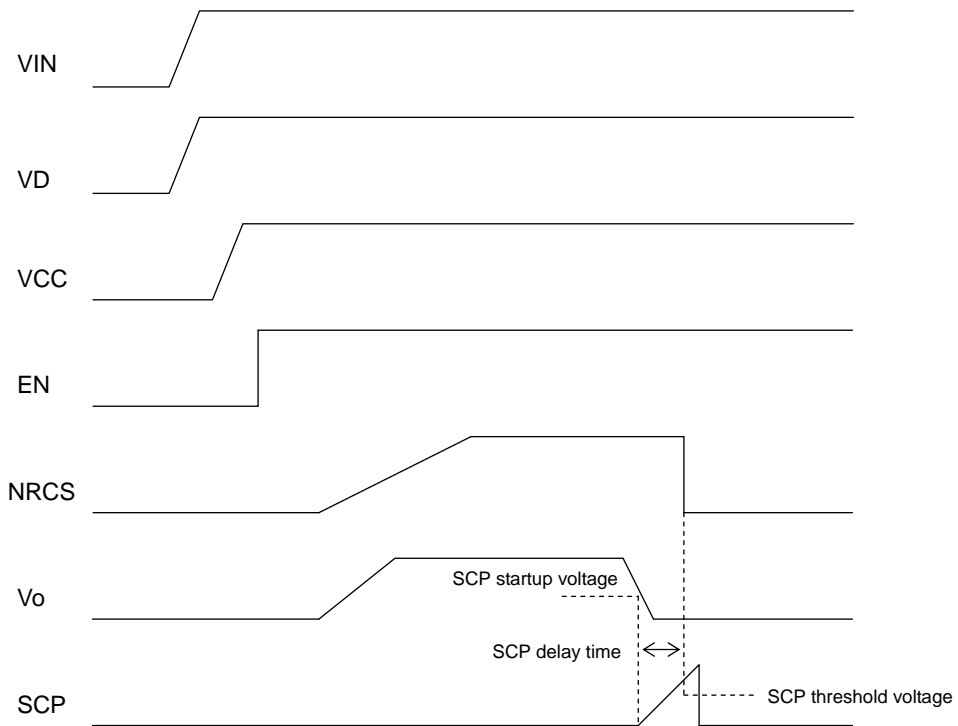 VIN
VD
VCC
EN
NRCS
SCP startup voltage
Vo
SCP delay time
SCP threshold voltage
SCP